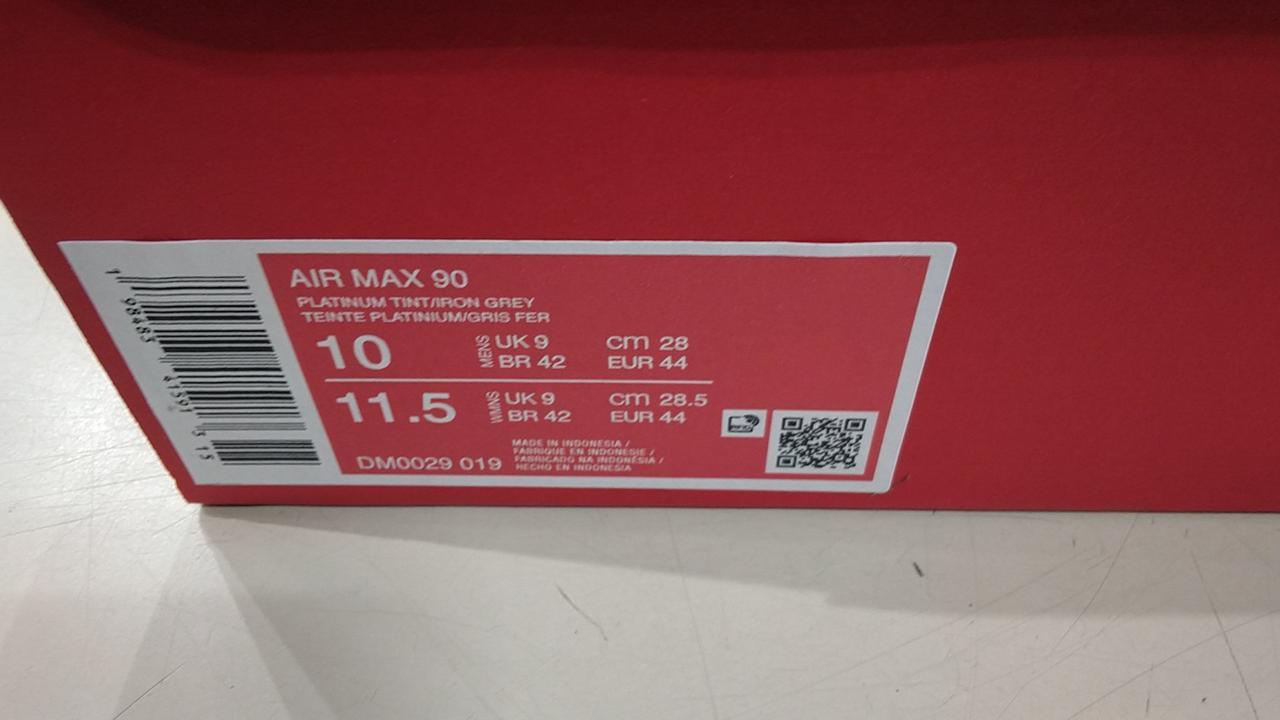 AIR MAX 90
PLATINUM TINT/IRON GREY
TEINTE PLATINIUM/GRIS FER
10 MENS UK 9 CM 28
BR 42 EUR 44
11.5 WMNS UK 9 CM 28.5
BR 42 EUR 44
DM0029 019
MADE IN INDONESIA /
FABRIQUE EN INDONESIE /
FABRICADO NA INDONÉSIA /
HECHO EN INDONESIA